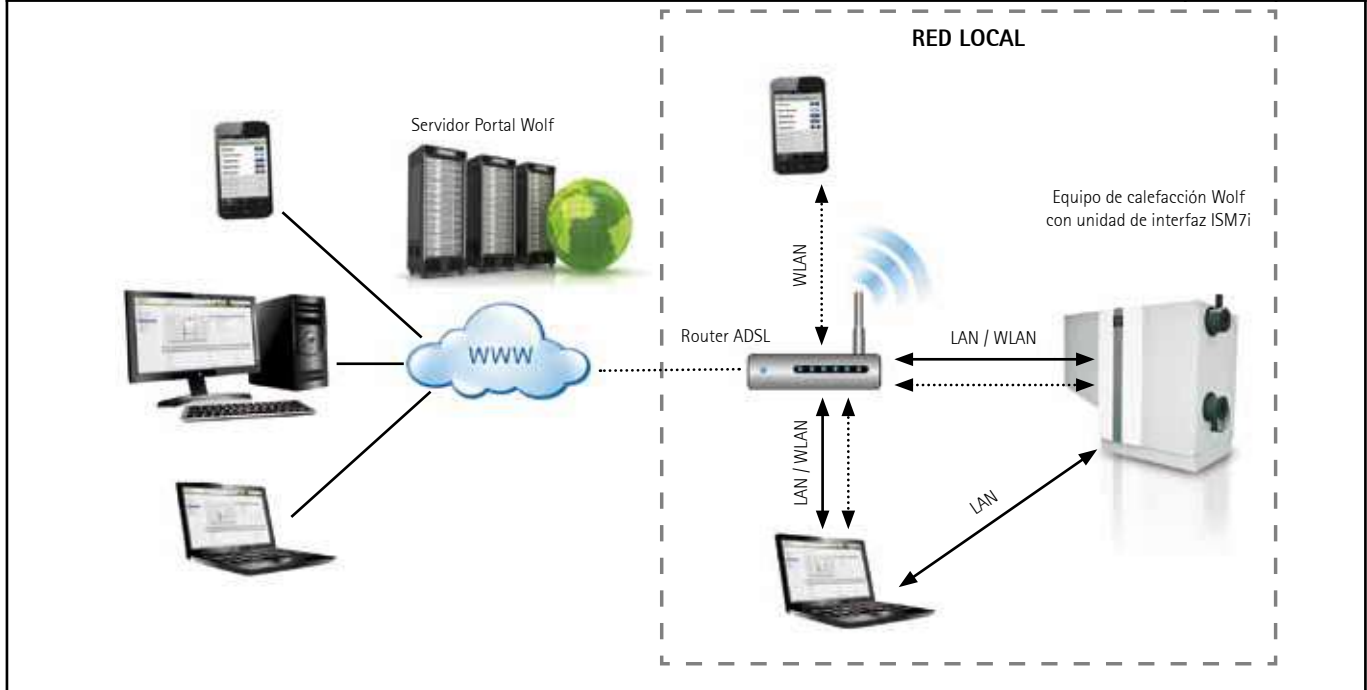 RED LOCAL
Servidor Portal Wolf
Equipo de calefacción Wolf
con unidad de interfaz ISM7i
WLAN
Router ADSL
LAN / WLAN
WWW
LAN / WLAN
LAN